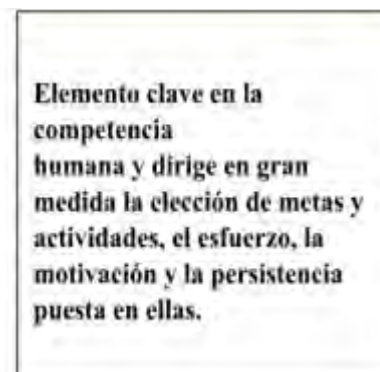 Elemento clave en la
competencia
humana y dirige en gran
medida la elección de metas y
actividades, el esfuerzo, la
motivación y la persistencia
puesta en ellas.